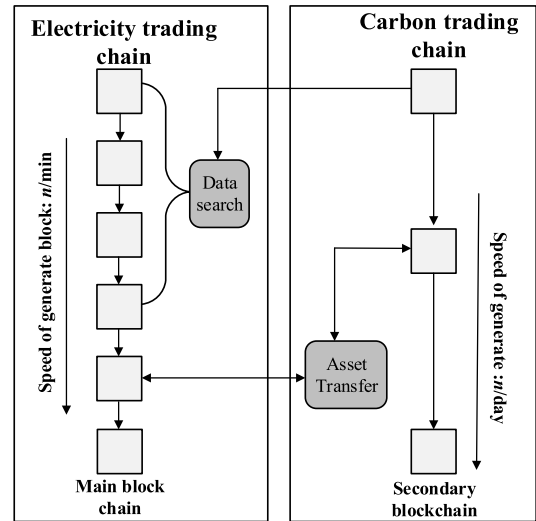 Electricity trading
chain
Speed of generate block: n/min
Data
search
Main block
chain
Carbon trading
chain
Speed of generate :n/day
Asset
Transfer
Secondary
blockchain